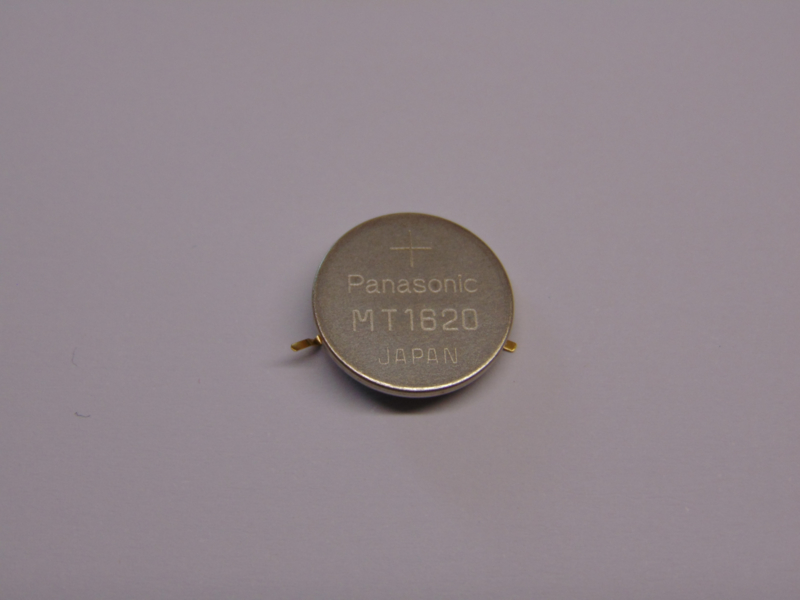 +
Panasonic
MT1620
JAPAN